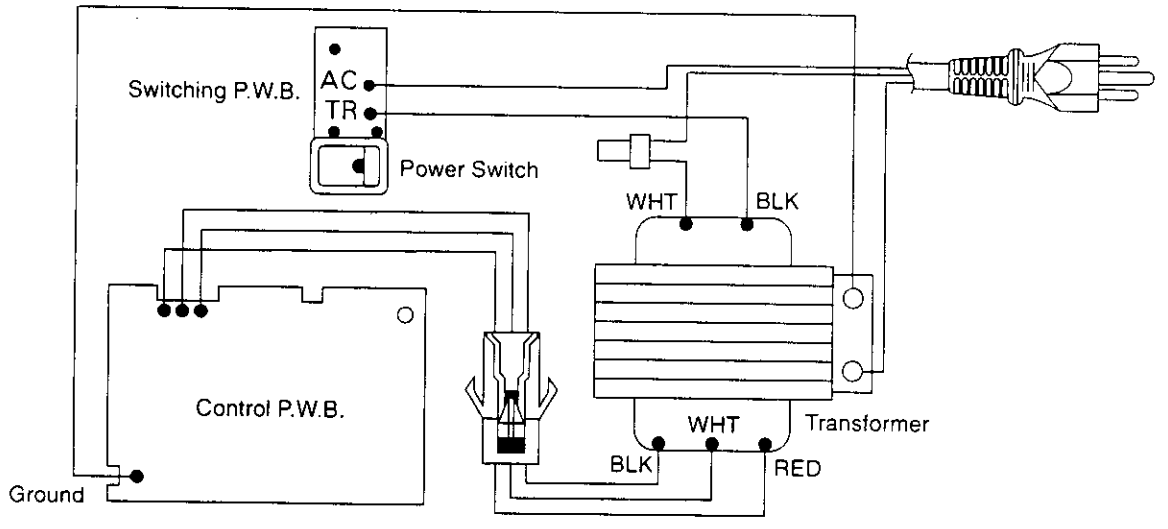 Switching P.W.B.
AC
TR
Power Switch
WHT
BLK
Control P.W.B.
WHT
Transformer
BLK
RED
Ground